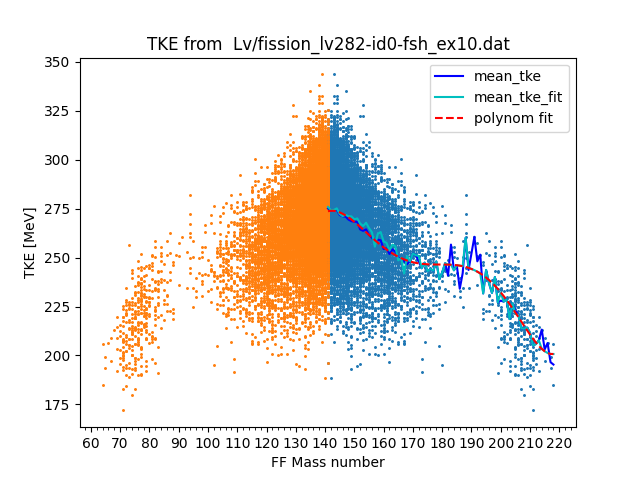 TKE from  Lv/fission_lv282-id0-fsh_ex10.dat
350
325
300
275
250
225
200
175
TKE [MeV]
mean_tke
mean_tke_fit
polynom fit
60 70 80 90 100 110 120 130 140 150 160 170 180 190 200 210 220
FF Mass number